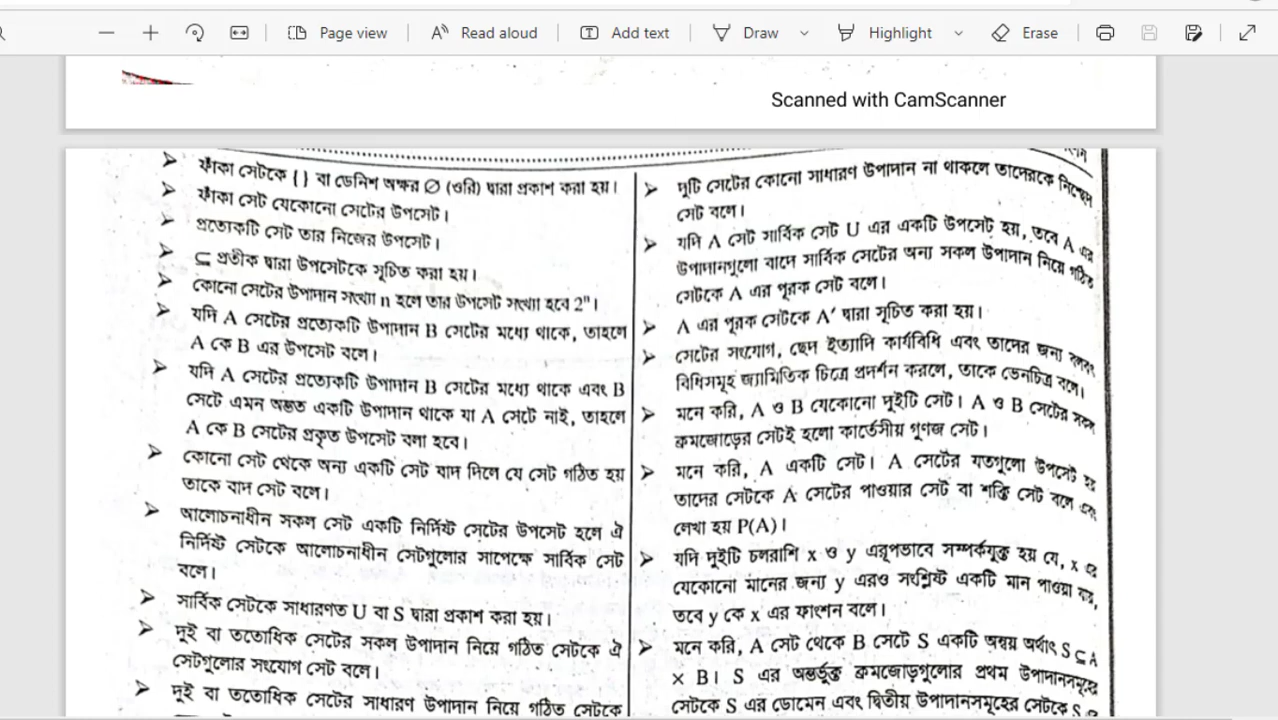 Page view
Read aloud
Add text
Draw
Highlight
Erase
Scanned with CamScanner
➤ ফাঁকা সেটকে { } বা ডেনিশ অক্ষর ∅ (ওরি) দ্বারা প্রকাশ করা হয়।
➤ ফাঁকা সেট যেকোনো সেটের উপসেট।
➤ প্রত্যেকটি সেট তার নিজের উপসেট।
➤ ⊆ প্রতীক দ্বারা উপসেটকে সূচিত করা হয়।
➤ কোনো সেটের উপাদান সংখ্যা n হলে তার উপসেট সংখ্যা হবে 2ⁿ।
➤ যদি A সেটের প্রত্যেকটি উপাদান B সেটের মধ্যে থাকে, তাহলে
A কে B এর উপসেট বলে।
➤ যদি A সেটের প্রত্যেকটি উপাদান B সেটের মধ্যে থাকে এবং B
সেটে এমন অন্তত একটি উপাদান থাকে যা A সেটে নাই, তাহলে
A কে B সেটের প্রকৃত উপসেট বলা হবে।
➤ কোনো সেট থেকে অন্য একটি সেট বাদ দিলে যে সেট গঠিত হয়
তাকে বাদ সেট বলে।
➤ আলোচনাধীন সকল সেট একটি নির্দিষ্ট সেটের উপসেট হলে ঐ
নির্দিষ্ট সেটকে আলোচনাধীন সেটগুলোর সাপেক্ষে সার্বিক সেট
বলে।
➤ সার্বিক সেটকে সাধারণত U বা S দ্বারা প্রকাশ করা হয়।
➤ দুই বা ততোধিক সেটের সকল উপাদান নিয়ে গঠিত সেটকে ঐ
সেটগুলোর সংযোগ সেট বলে।
➤ দুই বা ততোধিক সেটের সাধারণ উপাদান নিয়ে গঠিত সেটকে
➤ দুটি সেটের কোনো সাধারণ উপাদান না থাকলে তাদেরকে নিশ্ছেদ
সেট বলে।
➤ যদি A সেট সার্বিক সেট U এর একটি উপসেট হয়, তবে A এর
উপাদানগুলো বাদে সার্বিক সেটের অন্য সকল উপাদান নিয়ে গঠিত
সেটকে A এর পূরক সেট বলে।
➤ A এর পূরক সেটকে A′ দ্বারা সূচিত করা হয়।
➤ সেটের সংযোগ, ছেদ ইত্যাদি কার্যবিধি এবং তাদের জন্য বলবৎ
বিধিসমূহ জ্যামিতিক চিত্রে প্রদর্শন করলে, তাকে ভেনচিত্র বলে।
➤ মনে করি, A ও B যেকোনো দুইটি সেট। A ও B সেটের সকল
ক্রমজোড়ের সেটই হলো কার্তেসীয় গুণজ সেট।
➤ মনে করি, A একটি সেট। A সেটের যতগুলো উপসেট হয়
তাদের সেটকে A সেটের পাওয়ার সেট বা শক্তি সেট বলে এবং
লেখা হয় P(A)।
➤ যদি দুইটি চলরাশি x ও y এরূপভাবে সম্পর্কযুক্ত হয় যে, x এর
যেকোনো মানের জন্য y এরও সংশ্লিষ্ট একটি মান পাওয়া যায়,
তবে y কে x এর ফাংশন বলে।
➤ মনে করি, A সেট থেকে B সেটে S একটি অন্বয় অর্থাৎ S ⊆ A
× B। S এর অন্তর্ভুক্ত ক্রমজোড়গুলোর প্রথম উপাদানসমূহের
সেটকে S এর ডোমেন এবং দ্বিতীয় উপাদানসমূহের সেটকে S এর